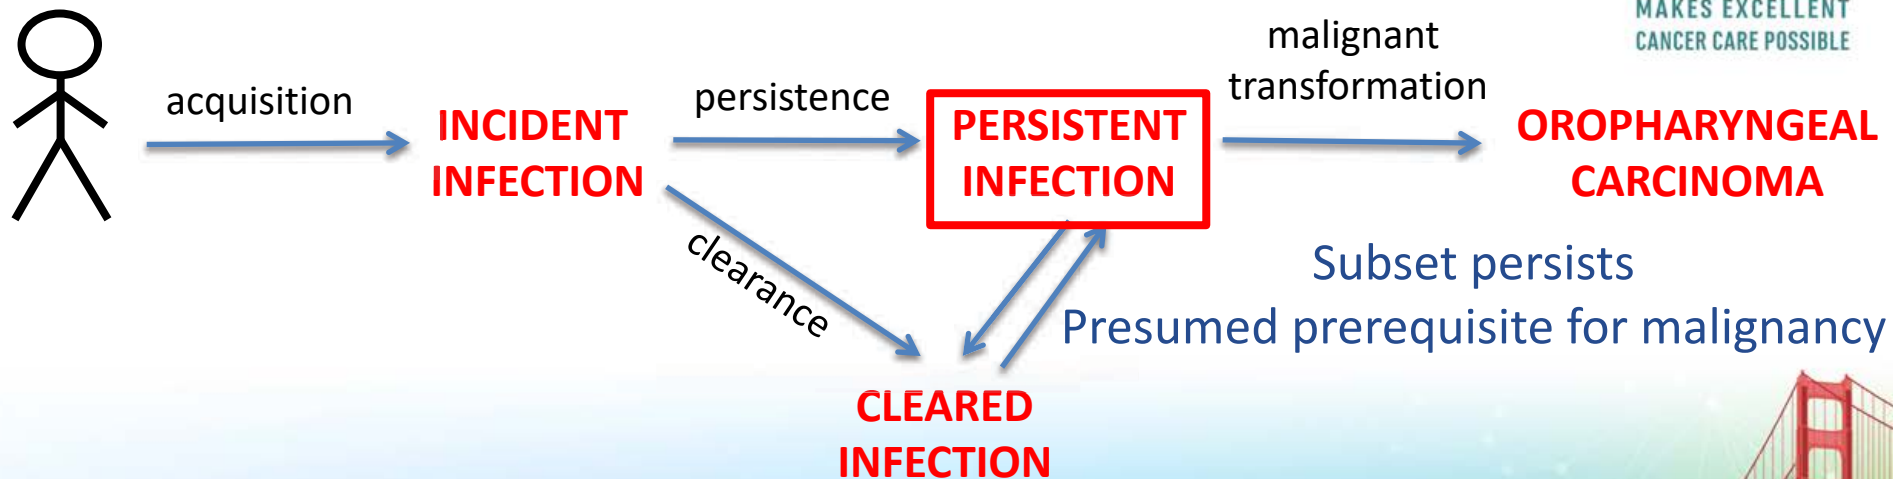 MAKES EXCELLENT
CANCER CARE POSSIBLE
acquisition
INCIDENT
INFECTION
persistence
clearance
PERSISTENT
INFECTION
malignant
transformation
OROPHARYNGEAL
CARCINOMA
Subset persists
Presumed prerequisite for malignancy
CLEARED
INFECTION